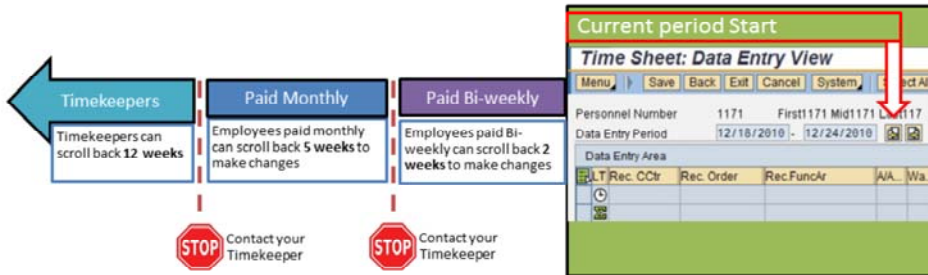 Timekeepers
Timekeepers can
scroll back 12 weeks
Paid Monthly
Employees paid monthly
can scroll back 5 weeks to
make changes
Paid Bi-weekly
Employees paid Bi-
weekly can scroll back 2
weeks to make changes
STOP
Contact your
Timekeeper
STOP
Contact your
Timekeeper
Current period Start
Time Sheet: Data Entry View
Menu Save Back Exit Cancel System
Personnel Number 1171 First1171 Mid1171
Data Entry Period 12/18/2010 - 12/24/2010
Data Entry Area
LT Rec. CCtr Rec. Order Rec.FuncAr A/A... Wa.